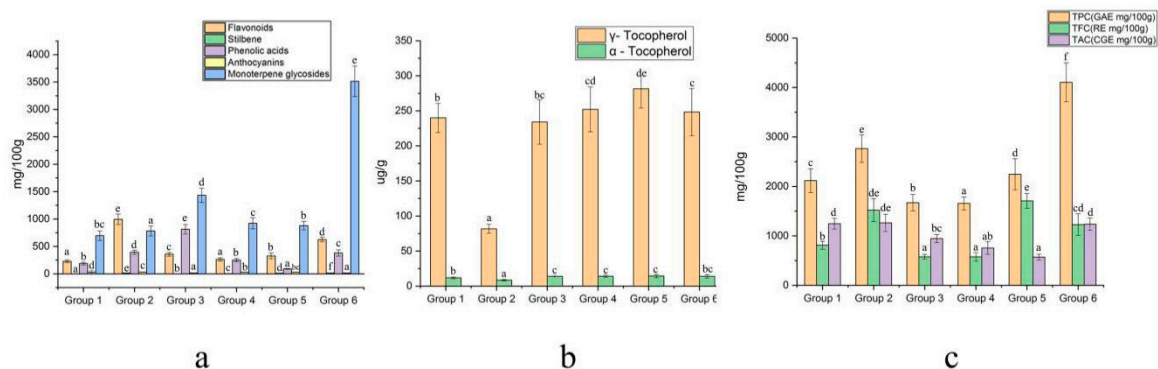 Flavonoids
Stilbene
Phenolic acids
Anthocyanins
Monoterpene glycosides
mg/100g
4000
3500
3000
2500
2000
1500
1000
500
0
a a b d bc
e e d c a
a b e a d
a c b b c
b d a c b
d f c a e
Group 1 Group 2 Group 3 Group 4 Group 5 Group 6
a
γ- Tocopherol
α - Tocopherol
ug/g
350
300
250
200
150
100
50
0
b b
a a
bc c
cd c
de c
c bc
Group 1 Group 2 Group 3 Group 4 Group 5 Group 6
b
TPC(GAE mg/100g)
TFC(RE mg/100g)
TAC(CGE mg/100g)
mg/100g
5000
4000
3000
2000
1000
0
c b d
e de d
b a bc
a a ab
d e a
f cd d
Group 1 Group 2 Group 3 Group 4 Group 5 Group 6
c